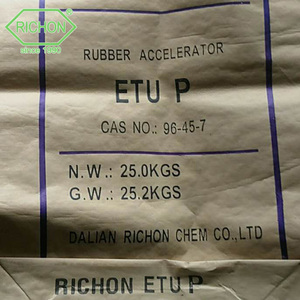 RICHON
since 1990
RUBBER ACCELERATOR
ETU P
CAS NO.: 96-45-7
N.W.: 25.0KGS
G.W.: 25.2KGS
DALIAN RICHON CHEM CO.,LTD
RICHON ETU P